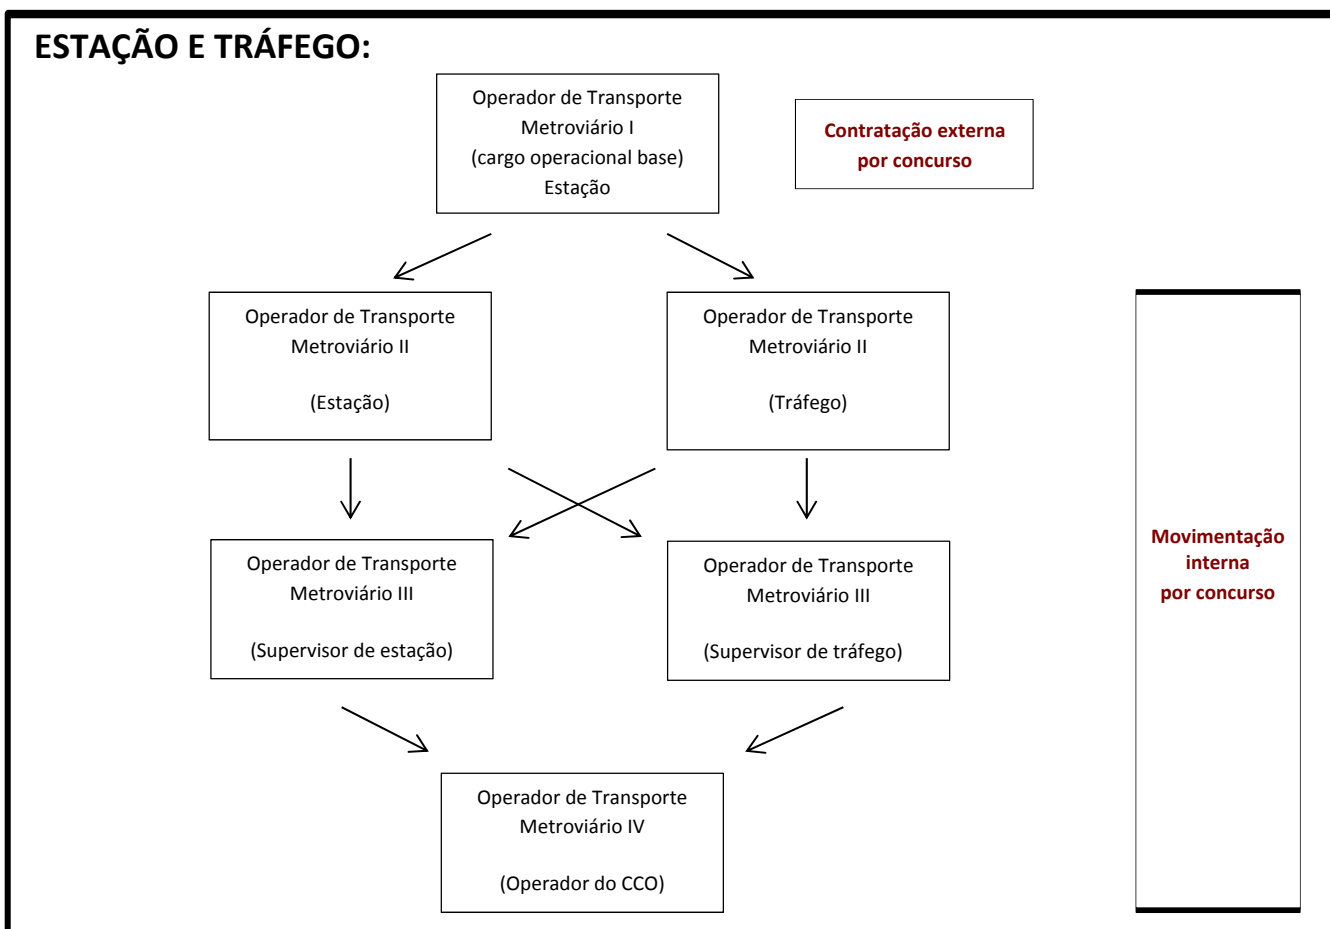 ESTAÇÃO E TRÁFEGO:
Operador de Transporte
Metroviário I
(cargo operacional base)
Estação
Contratação externa
por concurso
Operador de Transporte
Metroviário II
(Estação)
Operador de Transporte
Metroviário II
(Tráfego)
Operador de Transporte
Metroviário III
(Supervisor de estação)
Operador de Transporte
Metroviário III
(Supervisor de tráfego)
Movimentação
interna
por concurso
Operador de Transporte
Metroviário IV
(Operador do CCO)